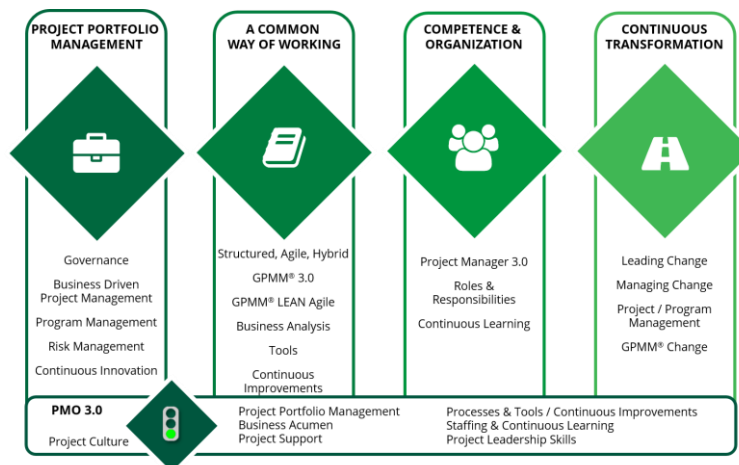 PROJECT PORTFOLIO
MANAGEMENT
Governance
Business Driven
Project Management
Program Management
Risk Management
Continuous Innovation
A COMMON
WAY OF WORKING
Structured, Agile, Hybrid
GPMM® 3.0
GPMM® LEAN Agile
Business Analysis
Tools
Continuous
Improvements
COMPETENCE &
ORGANIZATION
Project Manager 3.0
Roles &
Responsibilities
Continuous Learning
CONTINUOUS
TRANSFORMATION
Leading Change
Managing Change
Project / Program
Management
GPMM® Change
PMO 3.0
Project Culture
Project Portfolio Management
Business Acumen
Project Support
Processes & Tools / Continuous Improvements
Staffing & Continuous Learning
Project Leadership Skills